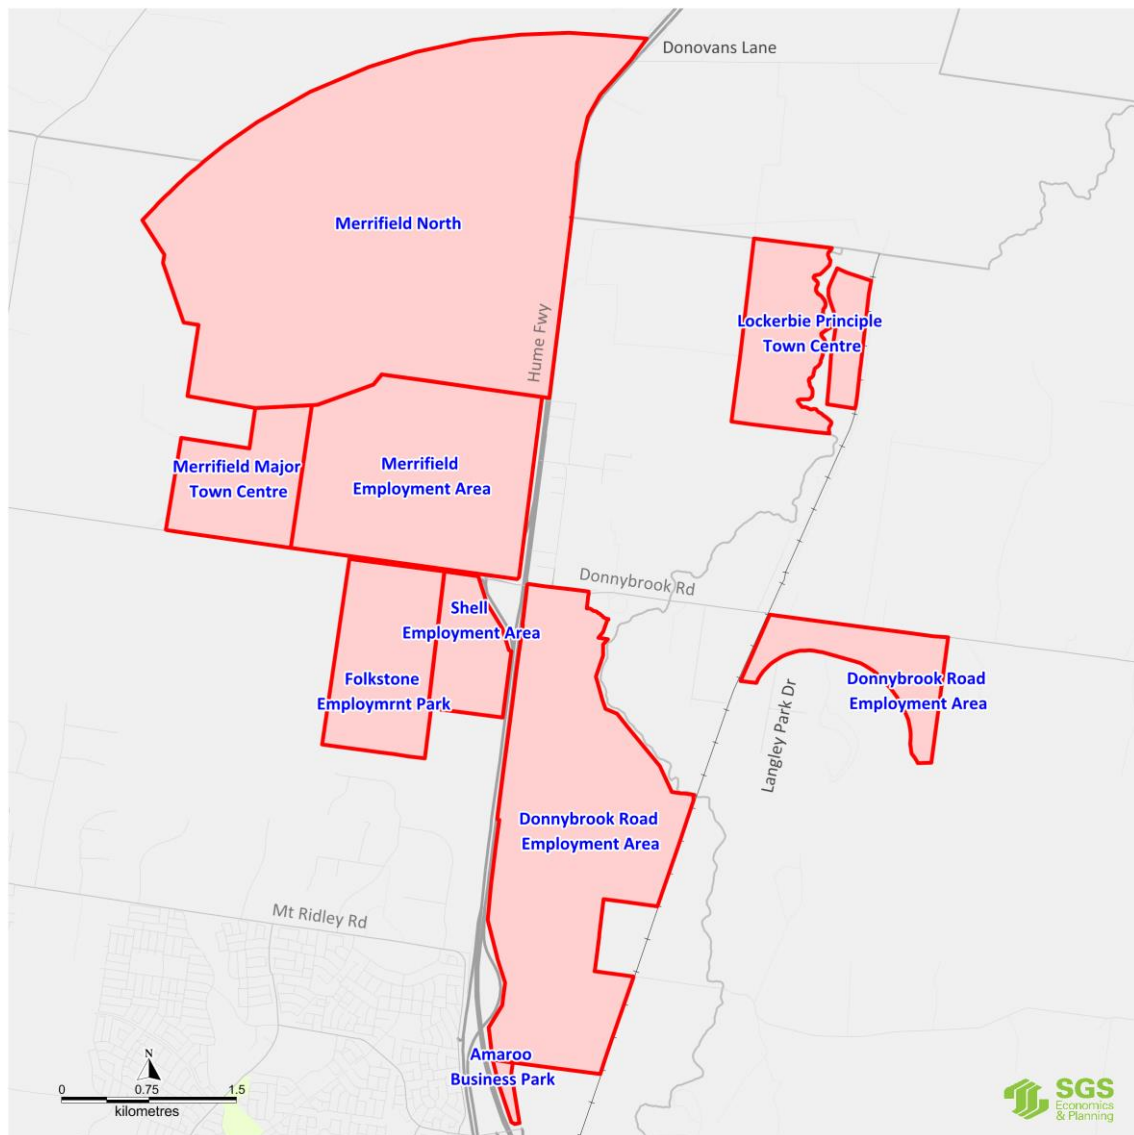 Donovans Lane
Merrifield North
Hume Fwy
Lockerbie Principle
Town Centre
Merrifield Major
Town Centre
Merrifield
Employment Area
Donnybrook Rd
Shell
Employment Area
Folkstone
Employmrnt Park
Donnybrook Road
Employment Area
Langley Park Dr
Donnybrook Road
Employment Area
Mt Ridley Rd
Amaroo
Business Park
N
0 0.75 1.5
kilometres
SGS
Economics
& Planning